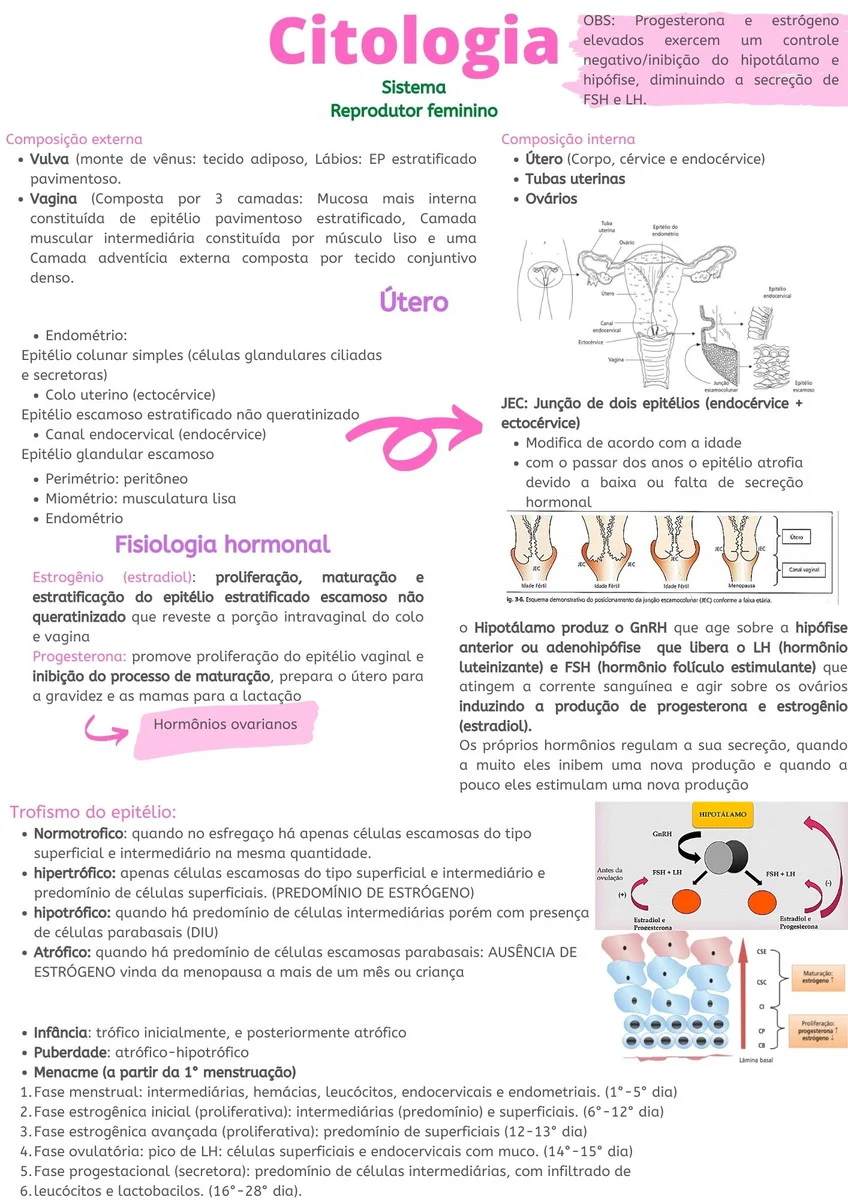 Citologia
Sistema
Reprodutor feminino
OBS: Progesterona e estrógeno
elevados exercem um controle
negativo/inibição do hipotálamo e
hipófise, diminuindo a secreção de
FSH e LH.
Composição externa
• Vulva (monte de vênus: tecido adiposo, Lábios: EP estratificado
pavimentoso.
• Vagina (Composta por 3 camadas: Mucosa mais interna
constituída de epitélio pavimentoso estratificado, Camada
muscular intermediária constituída por músculo liso e uma
Camada adventícia externa composta por tecido conjuntivo
denso.
Composição interna
• Útero (Corpo, cérvice e endocérvice)
• Tubas uterinas
• Ovários
Tuba
uterina
Ovário
Epitélio do
endométrio
Útero
Canal
endocervical
Ectocérvice
Vagina
Epitélio
endocervical
Junção
escamocolunar
Epitélio
escamoso
Útero
• Endométrio:
Epitélio colunar simples (células glandulares ciliadas
e secretoras)
• Colo uterino (ectocérvice)
Epitélio escamoso estratificado não queratinizado
• Canal endocervical (endocérvice)
Epitélio glandular escamoso
• Perimétrio: peritôneo
• Miométrio: musculatura lisa
• Endométrio
JEC: Junção de dois epitélios (endocérvice +
ectocérvice)
• Modifica de acordo com a idade
• com o passar dos anos o epitélio atrofia
devido a baixa ou falta de secreção
hormonal
JEC
JEC
JEC
JEC
JEC
JEC
Útero
Canal vaginal
Idade Fértil
Idade Fértil
Idade Fértil
Menopausa
ig. 3-6. Esquema demonstrativo do posicionamento da junção escamocolunar (JEC) conforme a faixa etária.
Fisiologia hormonal
Estrogênio (estradiol): proliferação, maturação e
estratificação do epitélio estratificado escamoso não
queratinizado que reveste a porção intravaginal do colo
e vagina
Progesterona: promove proliferação do epitélio vaginal e
inibição do processo de maturação, prepara o útero para
a gravidez e as mamas para a lactação
Hormônios ovarianos
o Hipotálamo produz o GnRH que age sobre a hipófise
anterior ou adenohipófise que libera o LH (hormônio
luteinizante) e FSH (hormônio folículo estimulante) que
atingem a corrente sanguínea e agir sobre os ovários
induzindo a produção de progesterona e estrogênio
(estradiol).
Os próprios hormônios regulam a sua secreção, quando
a muito eles inibem uma nova produção e quando a
pouco eles estimulam uma nova produção
Trofismo do epitélio:
• Normotrofico: quando no esfregaço há apenas células escamosas do tipo
superficial e intermediário na mesma quantidade.
• hipertrófico: apenas células escamosas do tipo superficial e intermediário e
predomínio de células superficiais. (PREDOMÍNIO DE ESTRÓGENO)
• hipotrófico: quando há predomínio de células intermediárias porém com presença
de células parabasais (DIU)
• Atrófico: quando há predomínio de células escamosas parabasais: AUSÊNCIA DE
ESTRÓGENO vinda da menopausa a mais de um mês ou criança
HIPOTÁLAMO
GnRH
Antes da
ovulação
FSH + LH
FSH + LH
(+)
(-)
Estradiol e
Progesterona
Estradiol e
Progesterona
CSE
CSC
CI
CP
CB
Maturação:
estrógeno ↑
Proliferação:
progesterona ↑
estrógeno ↓
Lâmina basal
• Infância: trófico inicialmente, e posteriormente atrófico
• Puberdade: atrófico-hipotrófico
• Menacme (a partir da 1° menstruação)
1. Fase menstrual: intermediárias, hemácias, leucócitos, endocervicais e endometriais. (1°-5° dia)
2. Fase estrogênica inicial (proliferativa): intermediárias (predomínio) e superficiais. (6°-12° dia)
3. Fase estrogênica avançada (proliferativa): predomínio de superficiais (12-13° dia)
4. Fase ovulatória: pico de LH: células superficiais e endocervicais com muco. (14°-15° dia)
5. Fase progestacional (secretora): predomínio de células intermediárias, com infiltrado de
6. leucócitos e lactobacilos. (16°-28° dia).